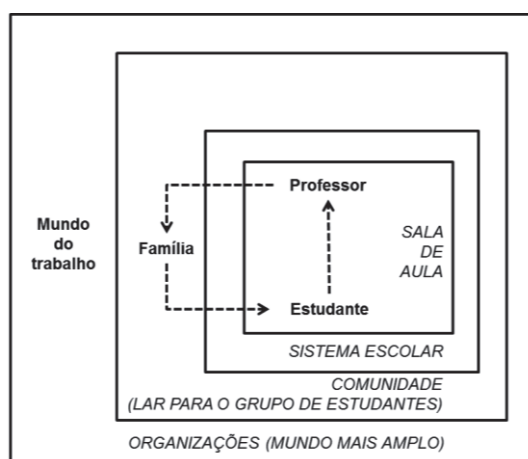 Professor
Mundo
do
trabalho
Família
SALA
DE
AULA
Estudante
SISTEMA ESCOLAR
COMUNIDADE
(LAR PARA O GRUPO DE ESTUDANTES)
ORGANIZAÇÕES (MUNDO MAIS AMPLO)